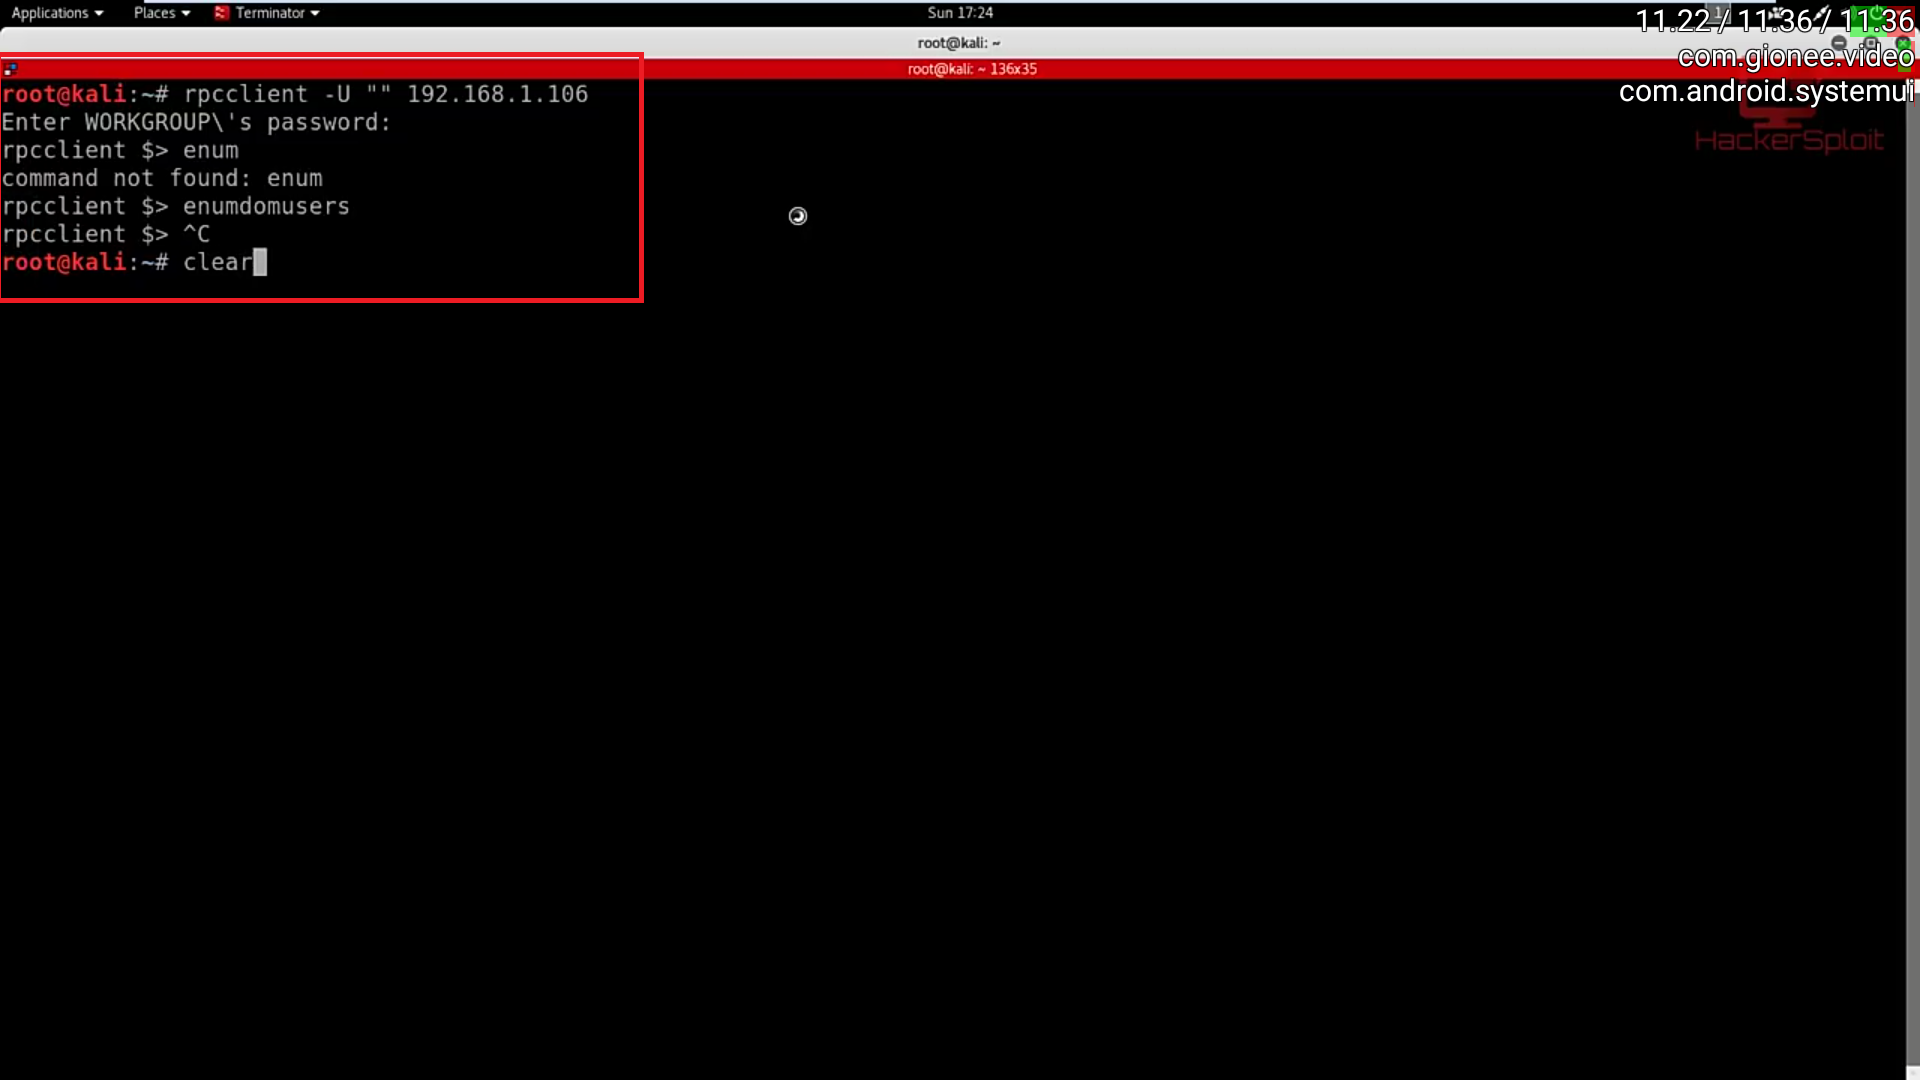 Applications Places Terminator Sun 17:24 1 11.22 / 11.36 / 11.36
root@kali: ~
com.gionee.video
root@kali: ~ 136x35
com.android.systemui
HackerSploit
root@kali:~# rpcclient -U "" 192.168.1.106
Enter WORKGROUP\'s password:
rpcclient $> enum
command not found: enum
rpcclient $> enumdomusers
rpcclient $> ^C
root@kali:~# clear